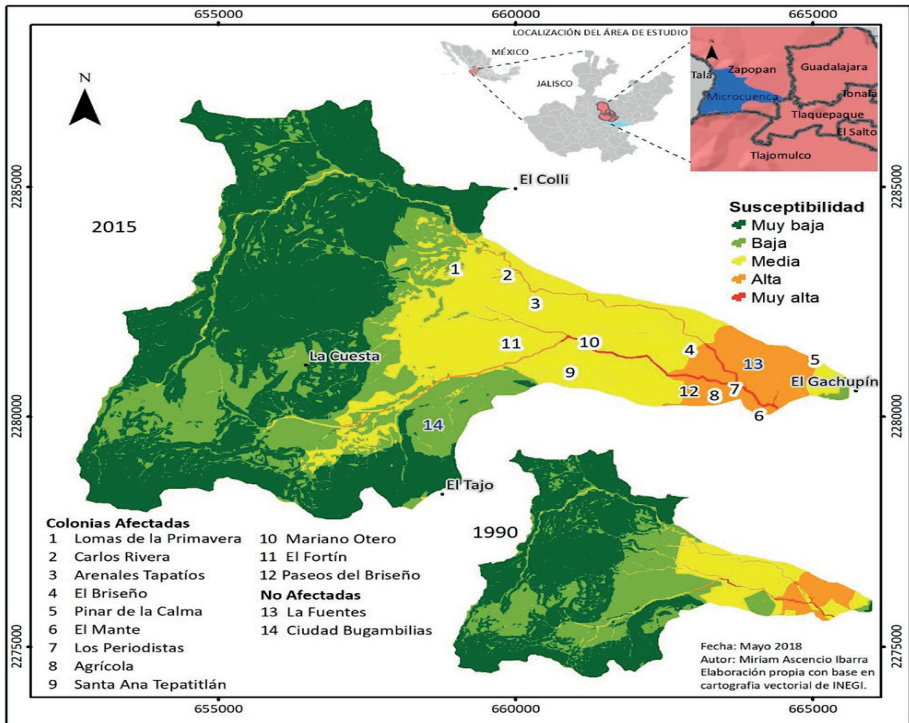 655000
660000
665000
LOCALIZACIÓN DEL ÁREA DE ESTUDIO
MÉXICO
JALISCO
N
Tala
Zapopan
Guadalajara
Microcuenca
Tonalá
Tlaquepaque
El Salto
Tlajomulco
N
2015
2285000
2285000
El Colli
Susceptibilidad
Muy baja
Baja
Media
Alta
Muy alta
1
2
3
La Cuesta
11
10
4
13
5
9
12
8
7
El Gachupín
6
2280000
2280000
14
El Tajo
1990
Colonias Afectadas
1 Lomas de la Primavera
2 Carlos Rivera
3 Arenales Tapatíos
4 El Briseño
5 Pinar de la Calma
6 El Mante
7 Los Periodistas
8 Agrícola
9 Santa Ana Tepatitlán
10 Mariano Otero
11 El Fortín
12 Paseos del Briseño
No Afectadas
13 La Fuentes
14 Ciudad Bugambilias
2275000
2275000
Fecha: Mayo 2018
Autor: Miriam Ascencio Ibarra
Elaboración propia con base en
cartografia vectorial de INEGI.
655000
660000
665000